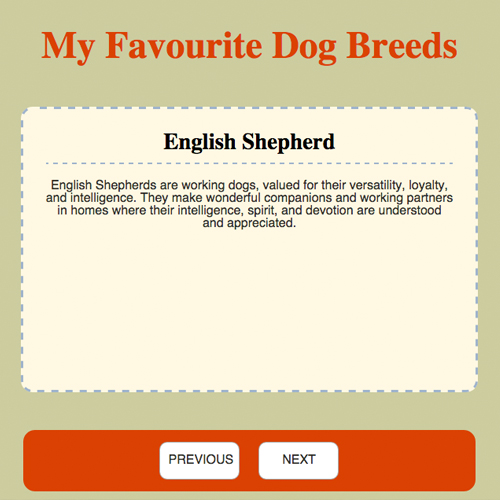 My Favourite Dog Breeds
English Shepherd
English Shepherds are working dogs, valued for their versatility, loyalty,
and intelligence. They make wonderful companions and working partners
in homes where their intelligence, spirit, and devotion are understood
and appreciated.
PREVIOUS NEXT